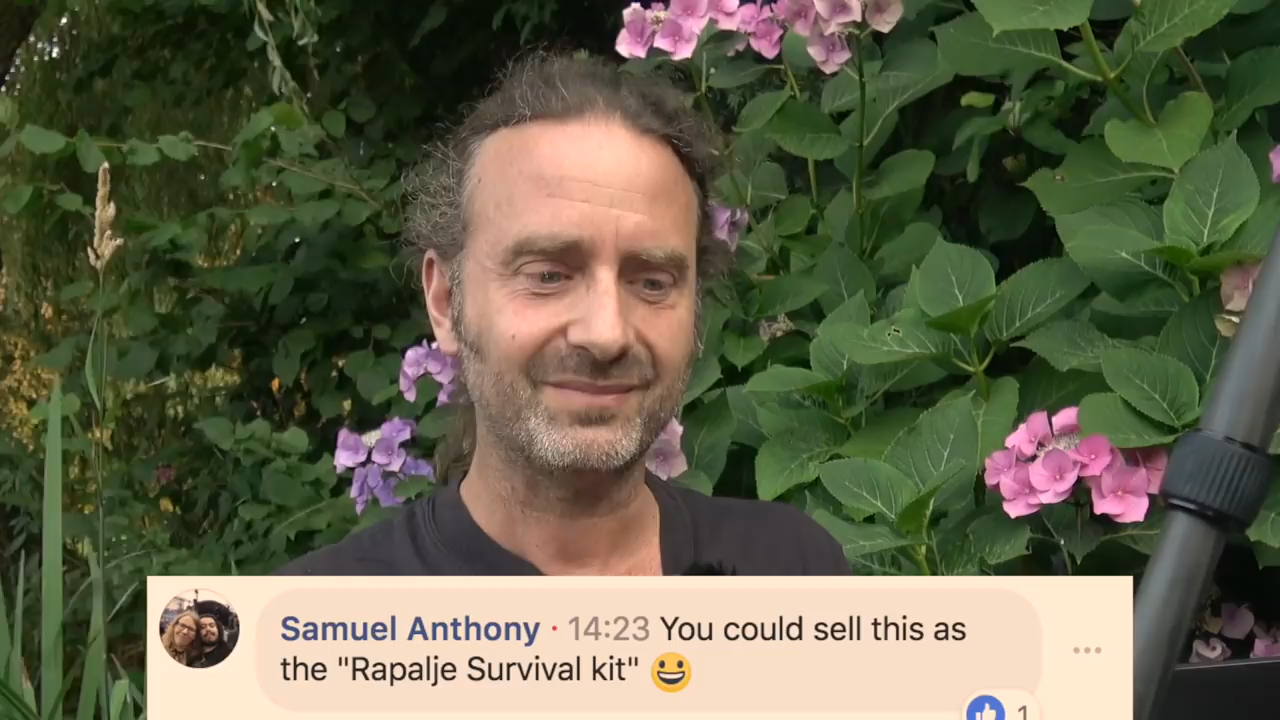 Samuel Anthony · 14:23 You could sell this as
the "Rapalje Survival kit" 😀
1